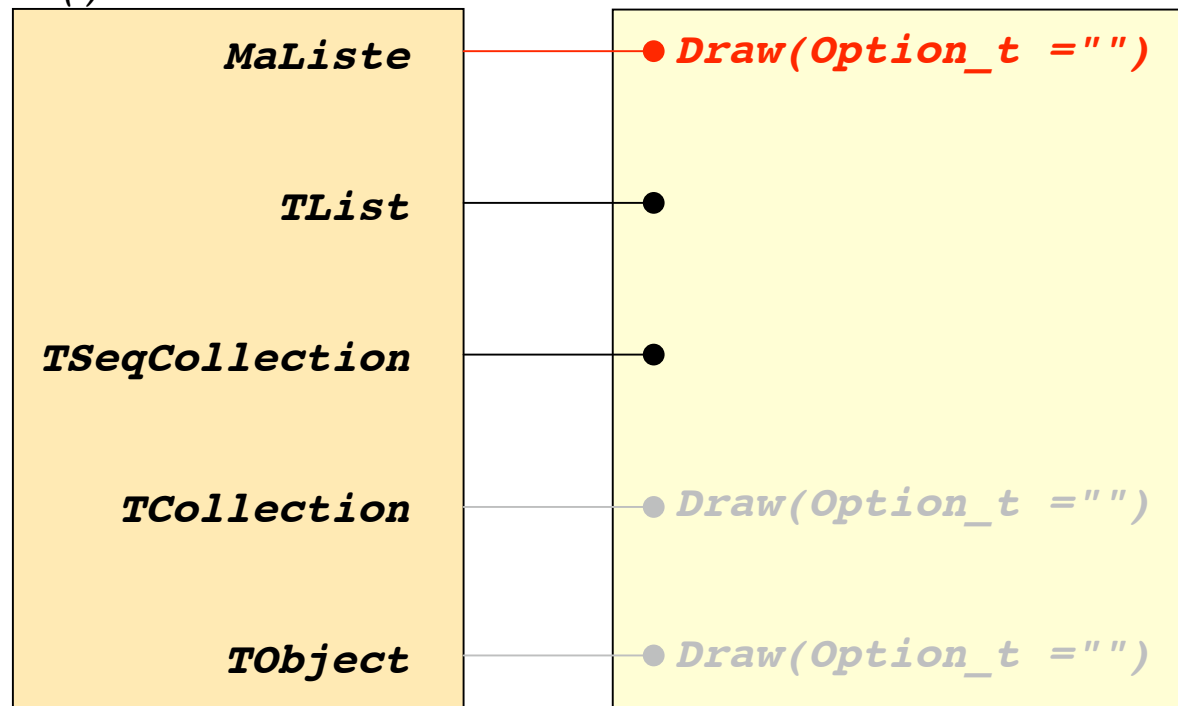 MaListe Draw(Option_t ="")
TList
TSeqCollection
TCollection Draw(Option_t ="")
TObject Draw(Option_t ="")